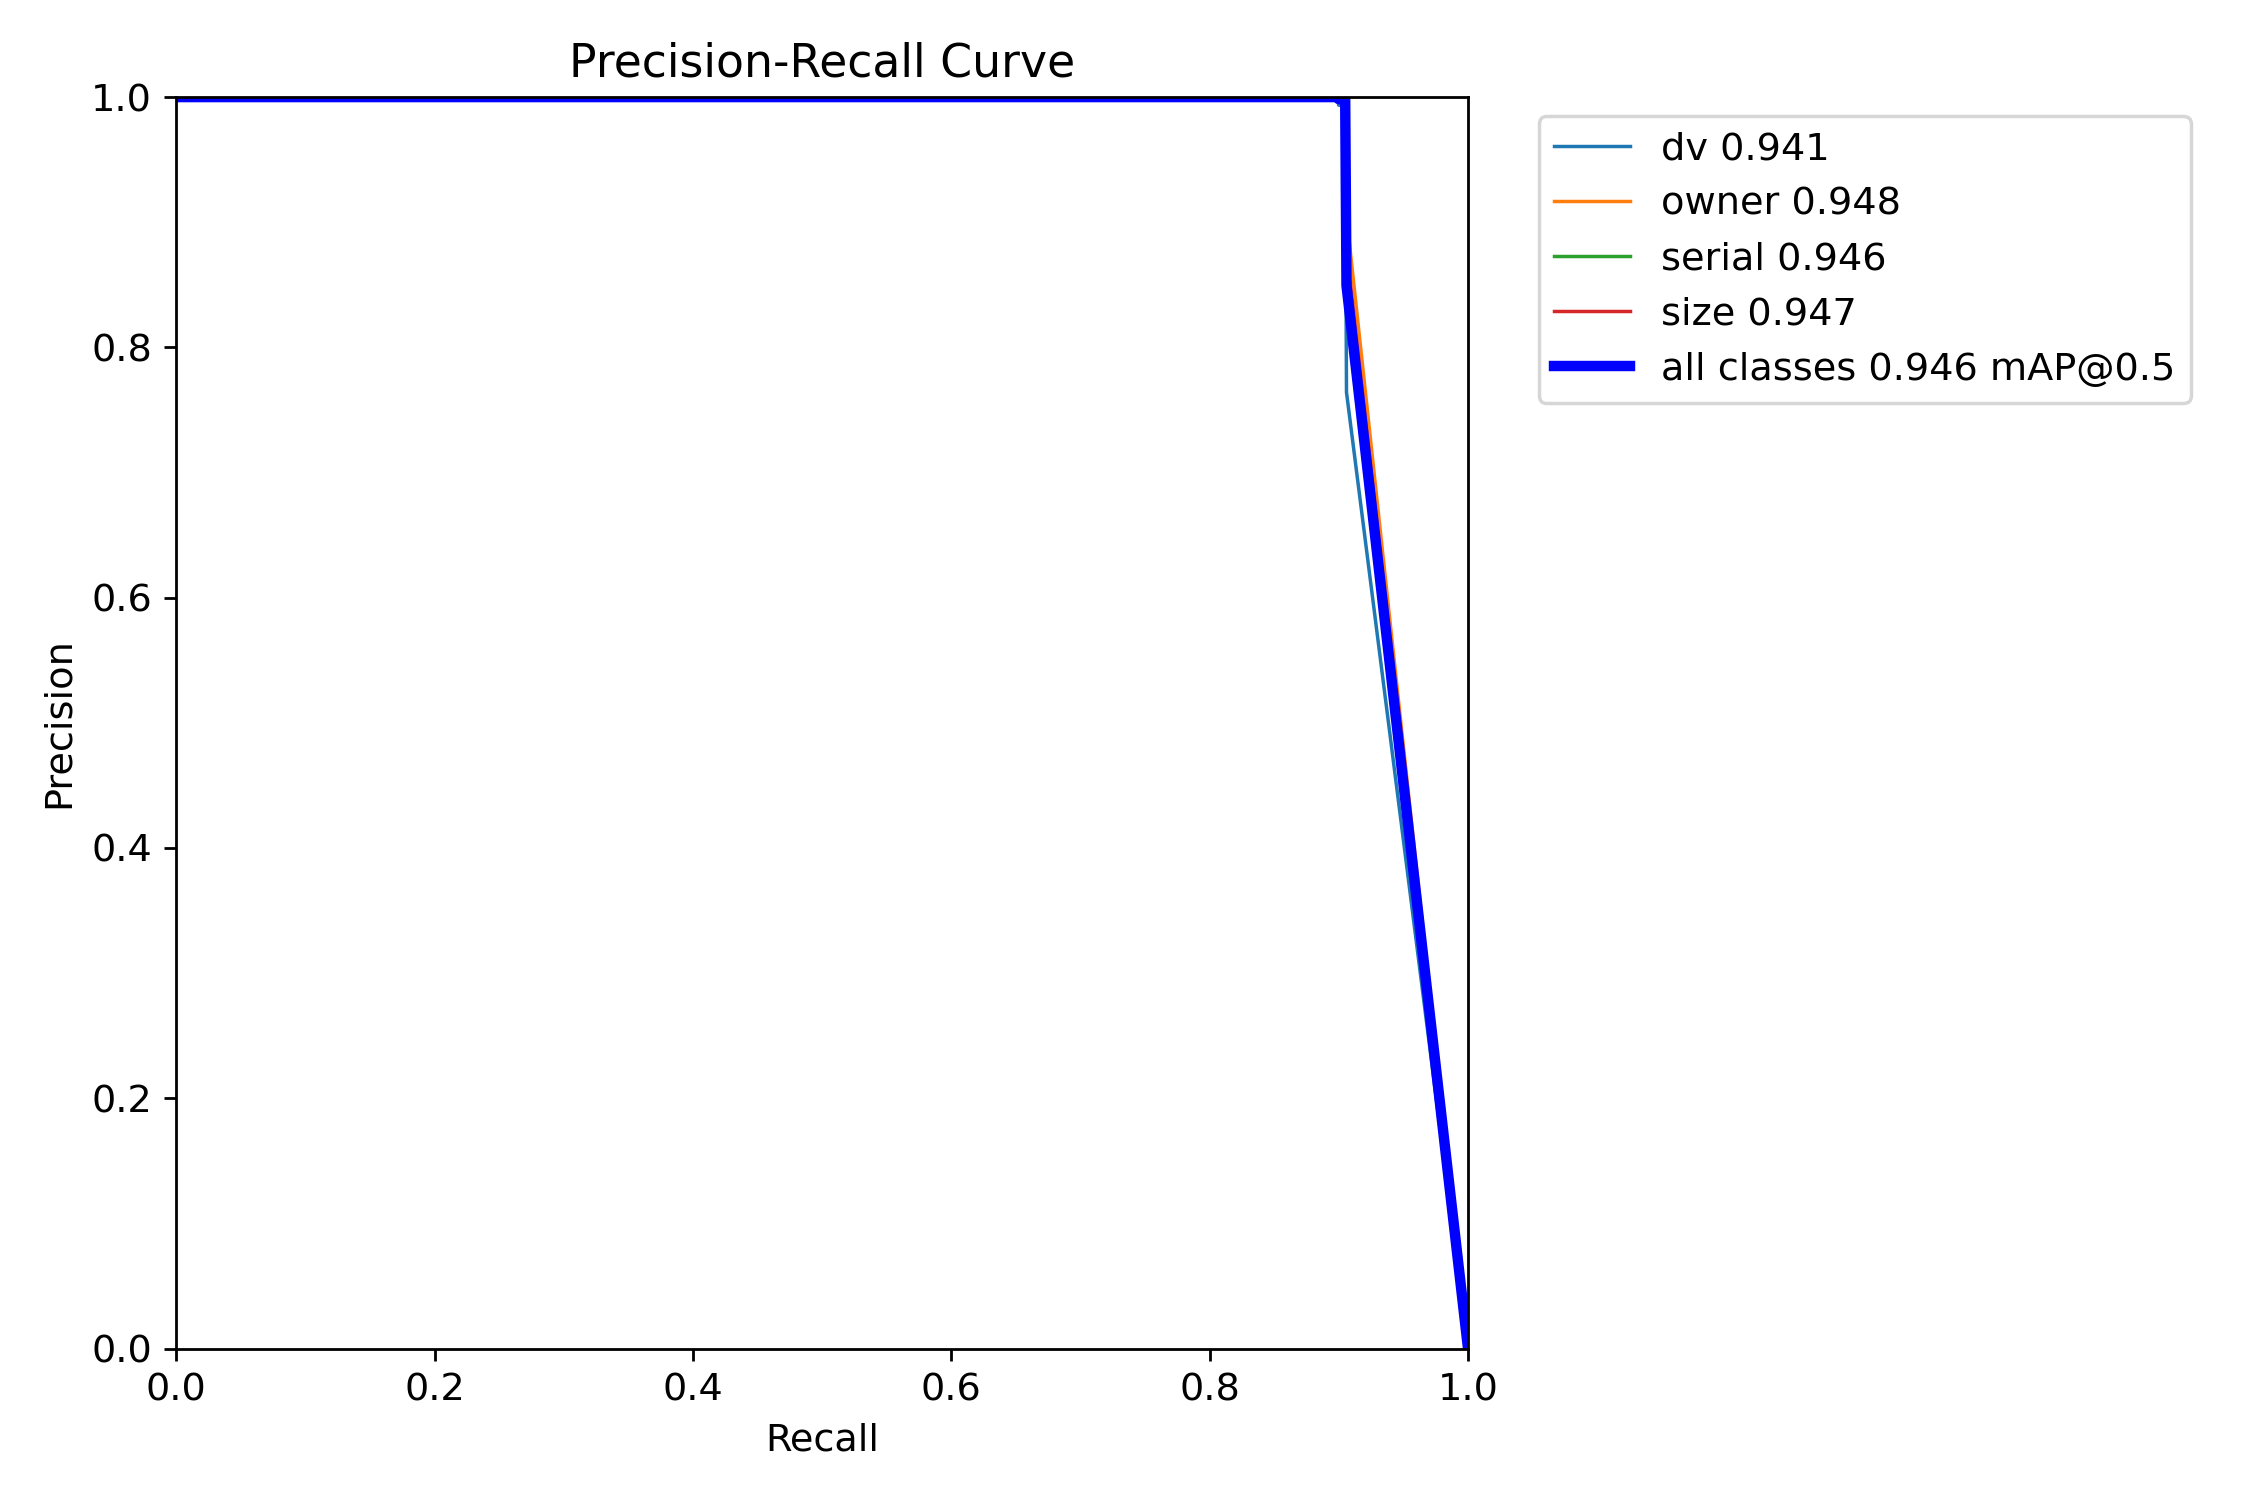 Precision-Recall Curve
1.0
0.8
0.6
0.4
0.2
0.0
Precision
0.0 0.2 0.4 0.6 0.8 1.0
Recall
dv 0.941
owner 0.948
serial 0.946
size 0.947
all classes 0.946 mAP@0.5